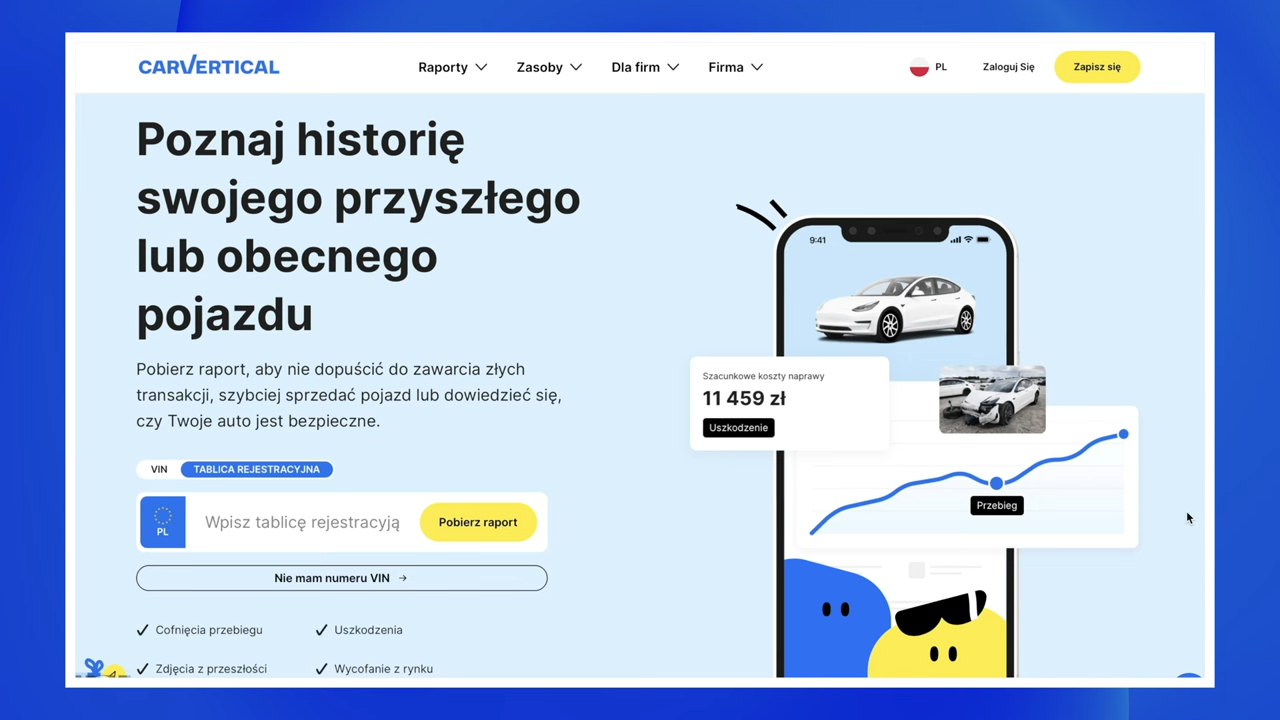 CARVERTICAL
Raporty
Zasoby
Dla firm
Firma
PL
Zaloguj Się
Zapisz się
Poznaj historię
swojego przyszłego
lub obecnego
pojazdu
Pobierz raport, aby nie dopuścić do zawarcia złych
transakcji, szybciej sprzedać pojazd lub dowiedzieć się,
czy Twoje auto jest bezpieczne.
VIN
TABLICA REJESTRACYJNA
PL
Wpisz tablicę rejestracyją
Pobierz raport
Nie mam numeru VIN →
Cofnięcia przebiegu
Uszkodzenia
Zdjęcia z przeszłości
Wycofanie z rynku
9:41
Szacunkowe koszty naprawy
11 459 zł
Uszkodzenie
Przebieg